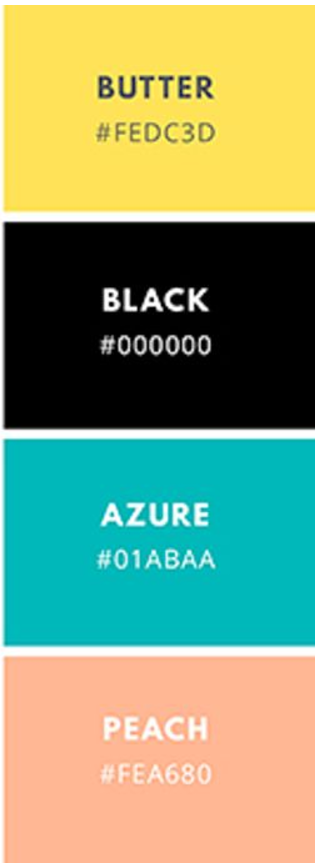 BUTTER
#FEDC3D
BLACK
#000000
AZURE
#01ABAA
PEACH
#FEA680